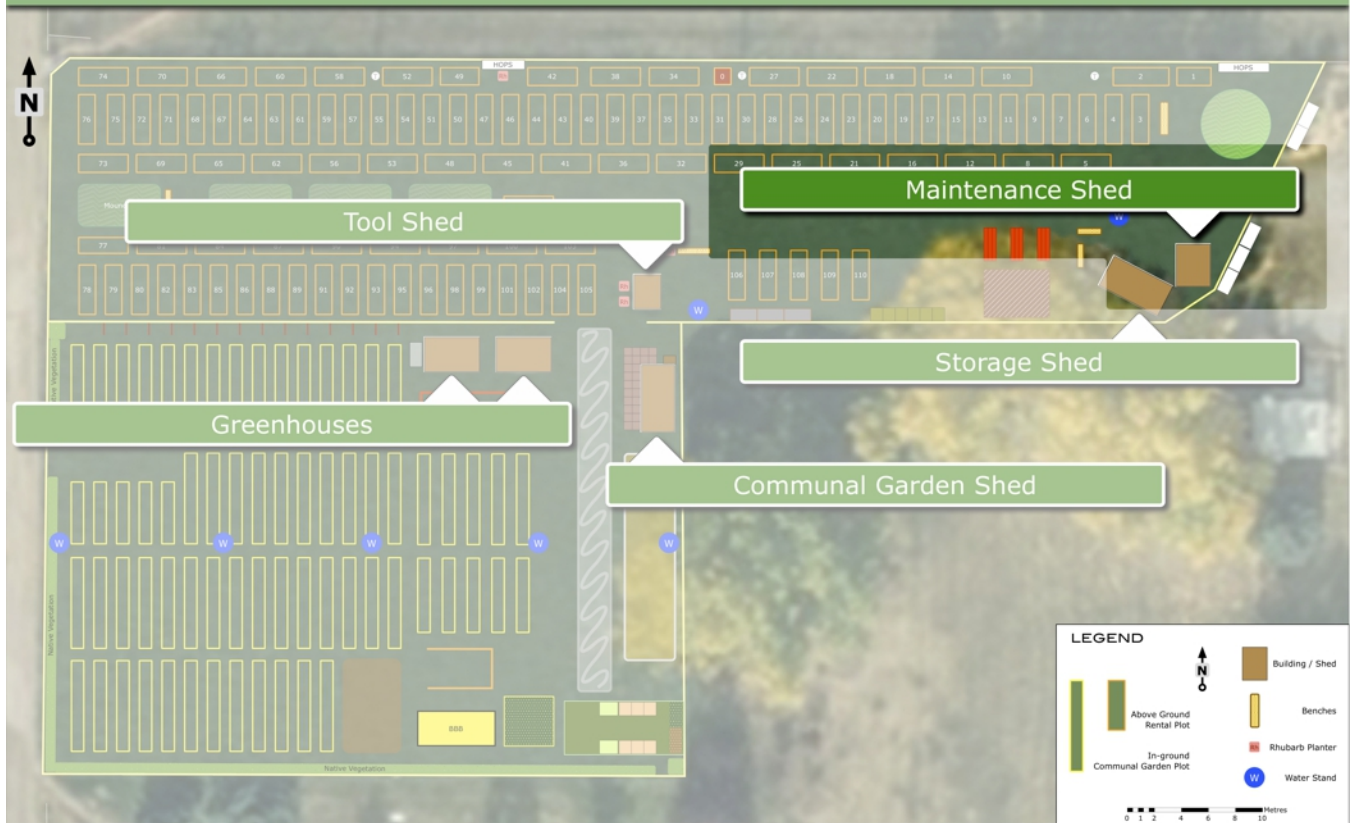 HOPS
HOPS
N
74 70 66 60 58 T 52 49 Rh 42 38 34 0 T 27 22 18 14 10 T 2 1
76 75 72 71 68 67 64 63 61 59 57 55 54 51 50 47 46 44 43 40 39 37 35 33 31 30 28 26 24 23 20 19 17 15 13 11 9 7 6 4 3
73 69 65 62 56 53 48 45 41 36 32 29 25 21 16 12 8 5
Maintenance Shed
Tool Shed
W
77
106 107 108 109 110
78 79 80 82 83 85 86 88 89 91 92 93 95 96 98 99 101 102 104 105
Rh
Rh
W
Storage Shed
Greenhouses
Communal Garden Shed
W W W W W
Native Vegetation
BBB
Native Vegetation
LEGEND
N
Building / Shed
Above Ground
Rental Plot
Benches
Rh Rhubarb Planter
In-ground
Communal Garden Plot
W Water Stand
Metres
0 1 2 4 6 8 10